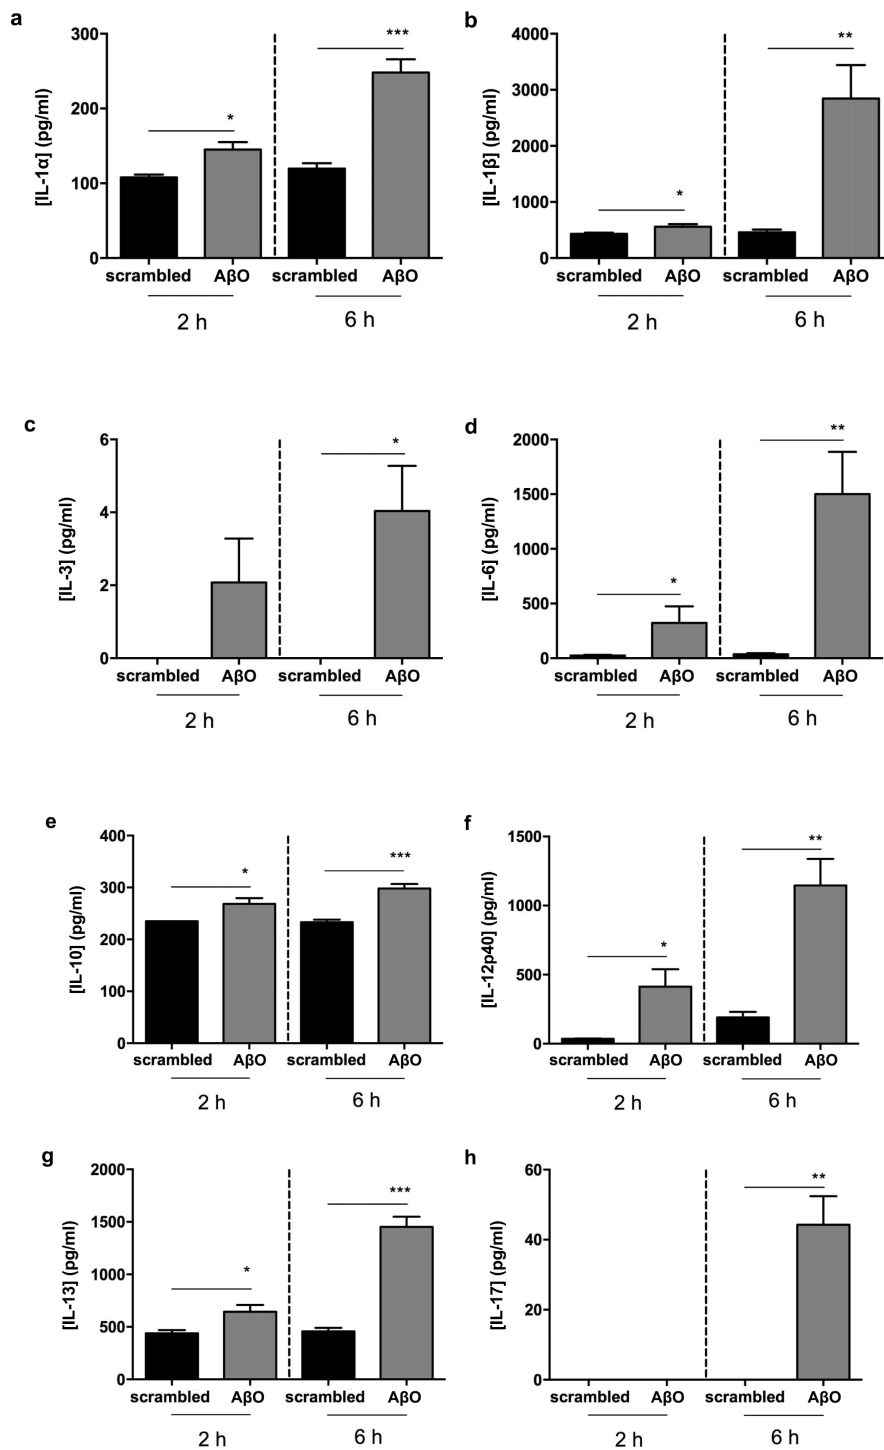 a
[IL-1α] (pg/ml)
300
200
100
0
*
***
scrambled AβO scrambled AβO
2 h 6 h
b
[IL-1β] (pg/ml)
4000
3000
2000
1000
0
*
**
scrambled AβO scrambled AβO
2 h 6 h
c
[IL-3] (pg/ml)
6
4
2
0
*
scrambled AβO scrambled AβO
2 h 6 h
d
[IL-6] (pg/ml)
2000
1500
1000
500
0
*
**
scrambled AβO scrambled AβO
2 h 6 h
e
[IL-10] (pg/ml)
400
300
200
100
0
*
***
scrambled AβO scrambled AβO
2 h 6 h
f
[IL-12p40] (pg/ml)
1500
1000
500
0
*
**
scrambled AβO scrambled AβO
2 h 6 h
g
[IL-13] (pg/ml)
2000
1500
1000
500
0
*
***
scrambled AβO scrambled AβO
2 h 6 h
h
[IL-17] (pg/ml)
60
40
20
0
**
scrambled AβO scrambled AβO
2 h 6 h